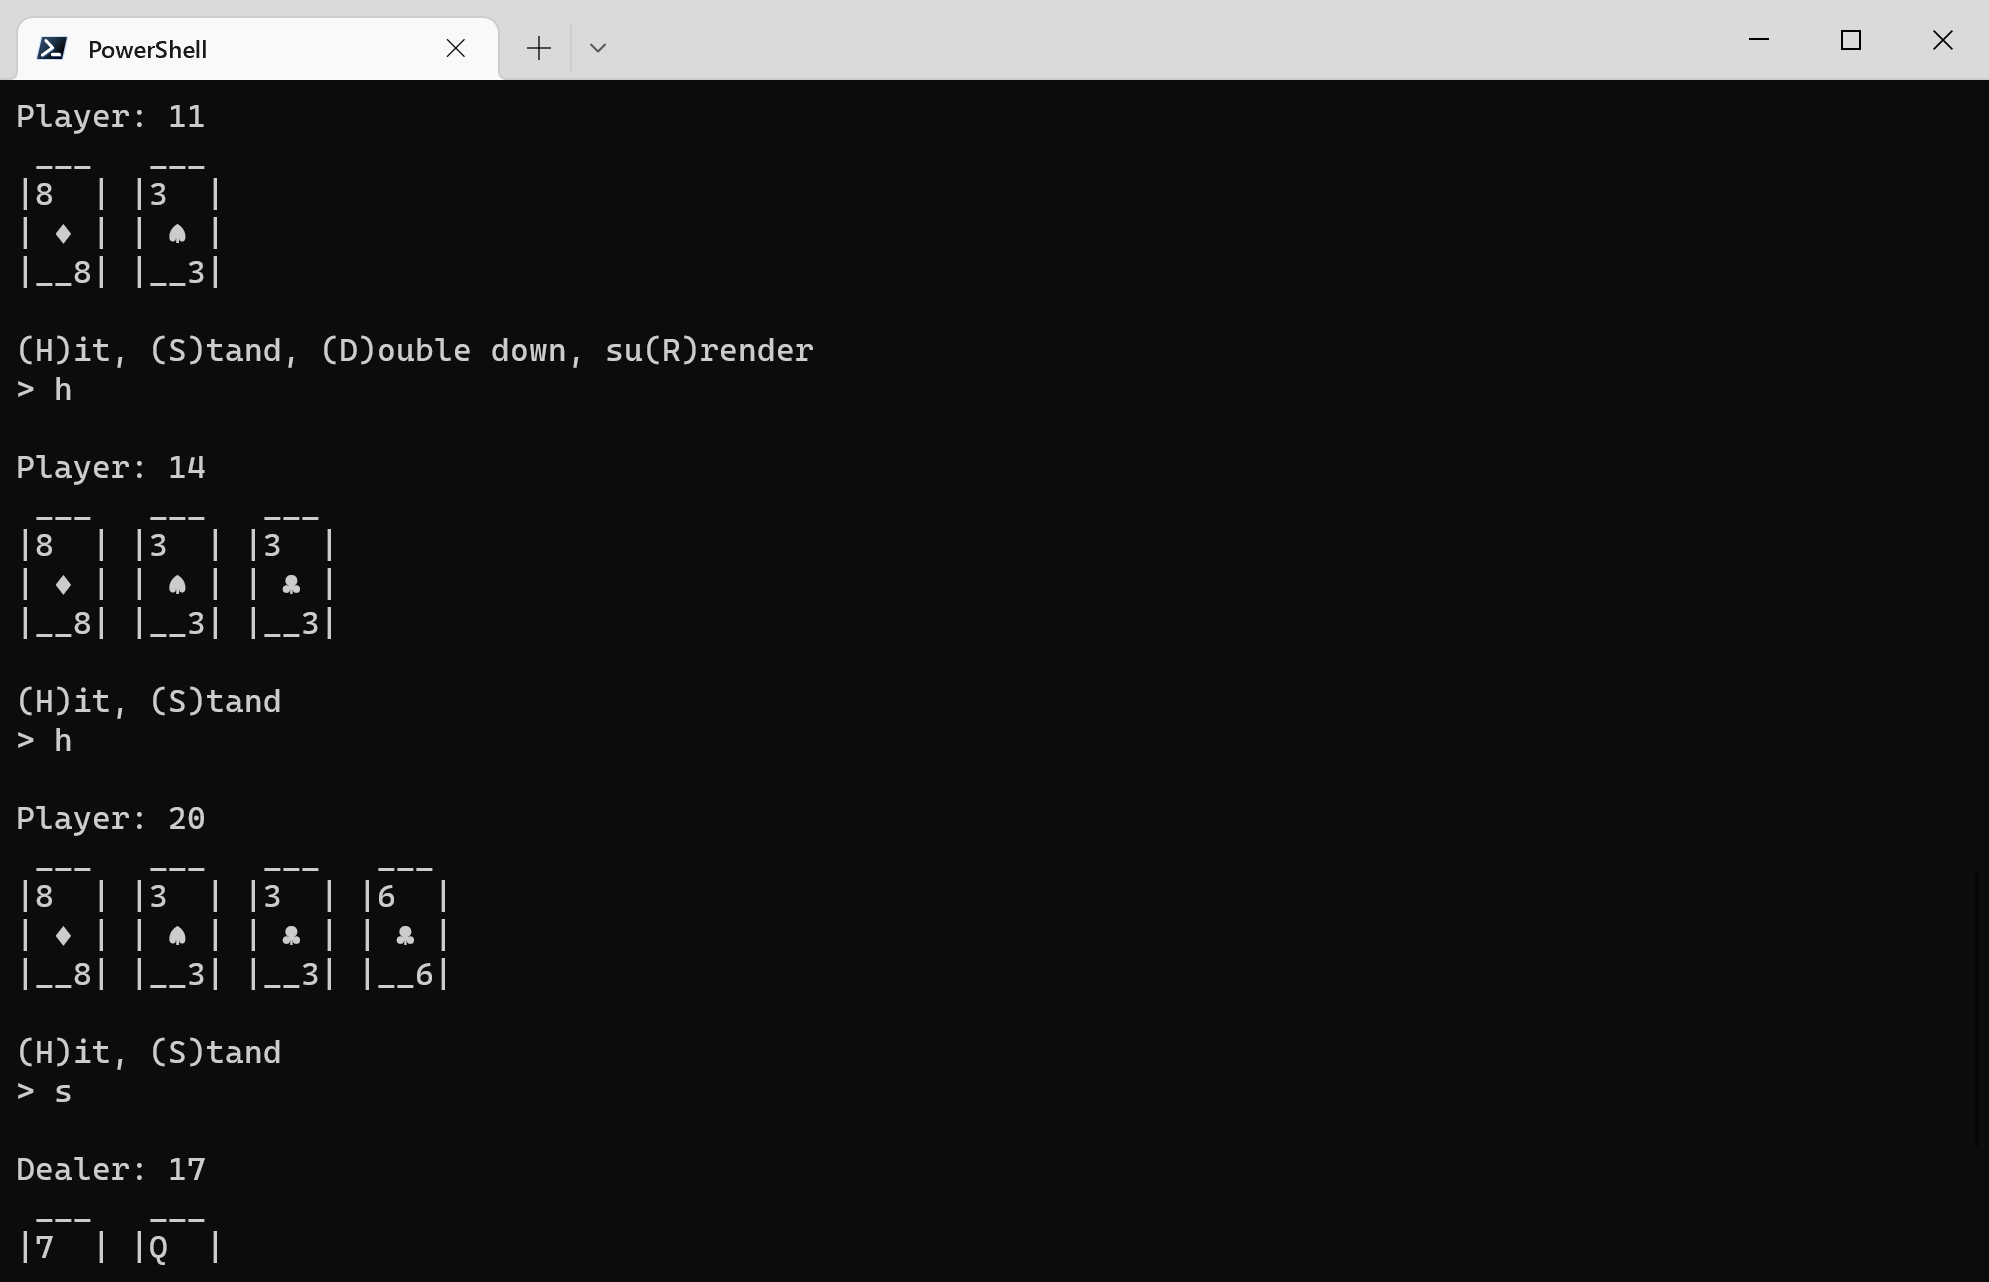 PowerShell
Player: 11
 ___   ___
|8  | |3  |
| ♦ | | ♠ |
|__8| |__3|
(H)it, (S)tand, (D)ouble down, su(R)render
> h
Player: 14
 ___   ___   ___
|8  | |3  | |3  |
| ♦ | | ♠ | | ♣ |
|__8| |__3| |__3|
(H)it, (S)tand
> h
Player: 20
 ___   ___   ___   ___
|8  | |3  | |3  | |6  |
| ♦ | | ♠ | | ♣ | | ♣ |
|__8| |__3| |__3| |__6|
(H)it, (S)tand
> s
Dealer: 17
 ___   ___
|7  | |Q  |